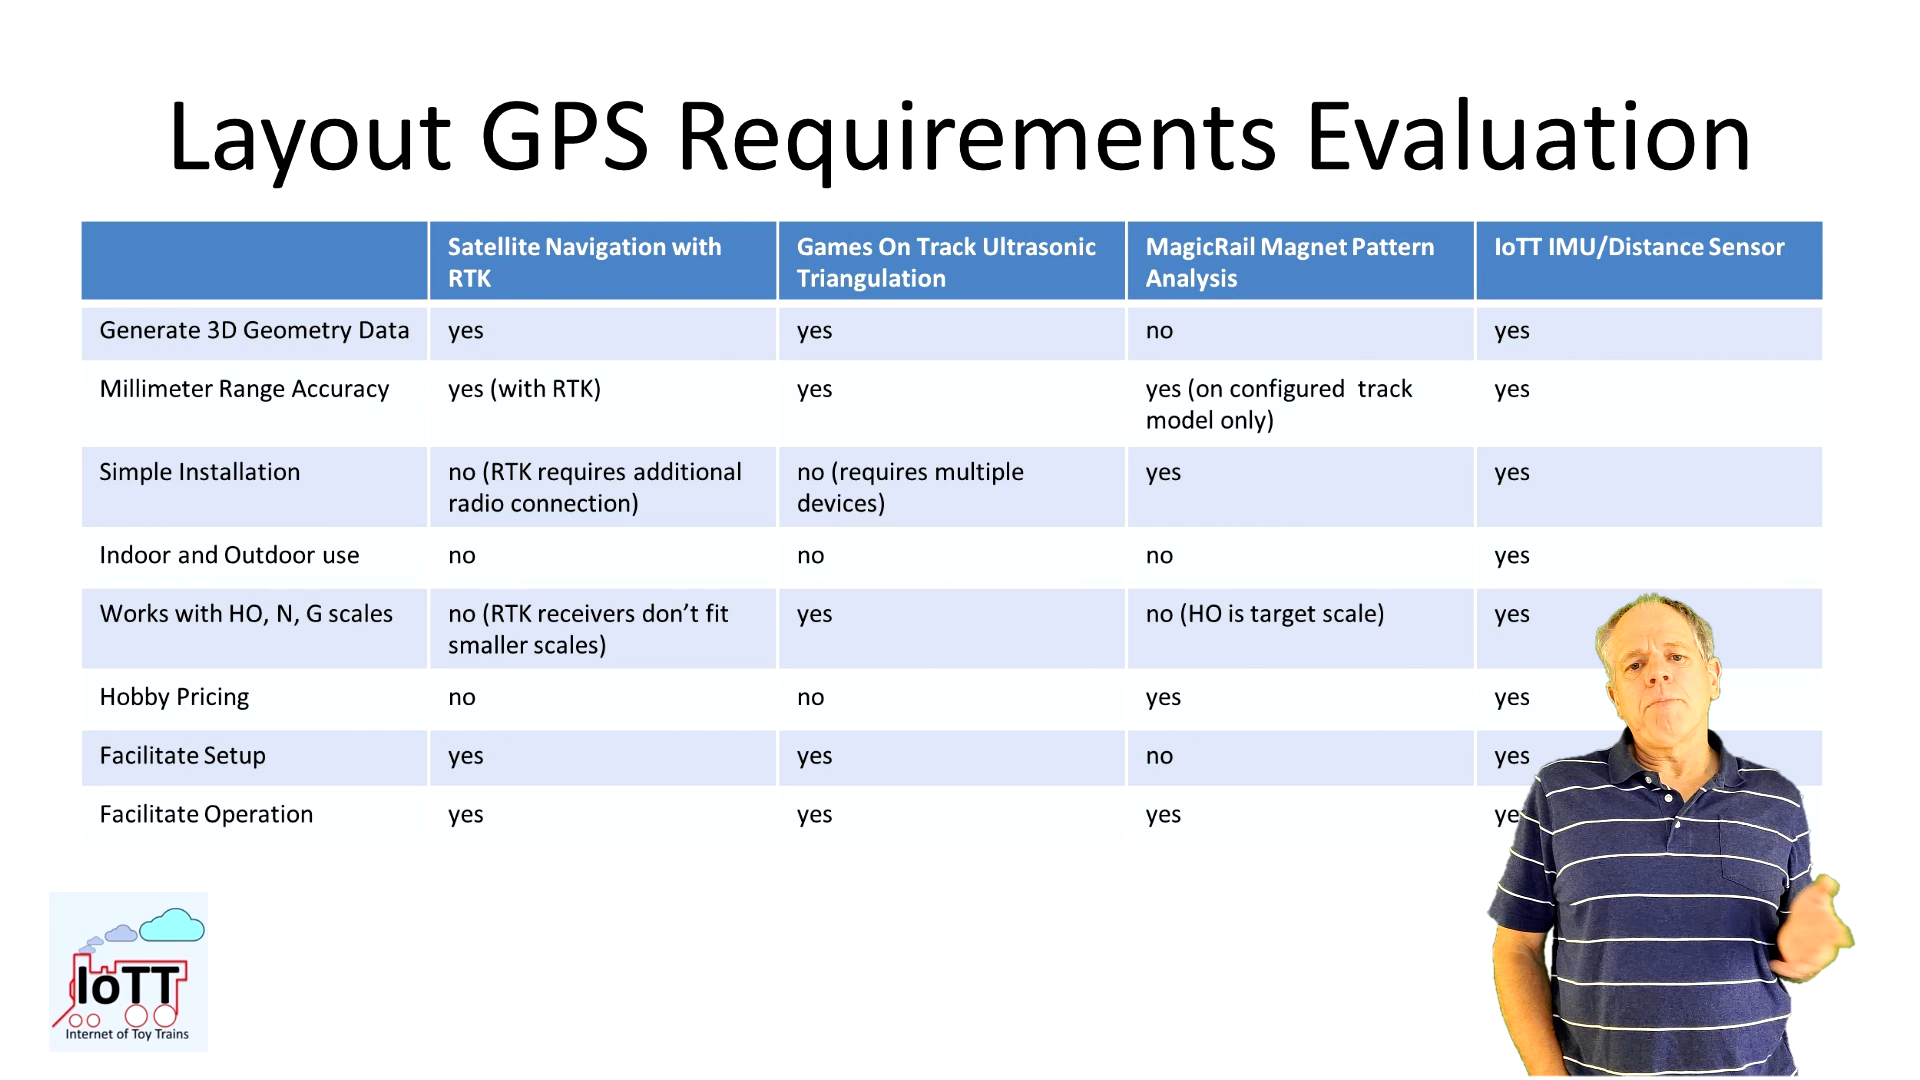 Layout GPS Requirements Evaluation
Satellite Navigation with RTK
Games On Track Ultrasonic Triangulation
MagicRail Magnet Pattern Analysis
IoTT IMU/Distance Sensor
Generate 3D Geometry Data
yes
yes
no
yes
Millimeter Range Accuracy
yes (with RTK)
yes
yes (on configured track model only)
yes
Simple Installation
no (RTK requires additional radio connection)
no (requires multiple devices)
yes
yes
Indoor and Outdoor use
no
no
no
yes
Works with HO, N, G scales
no (RTK receivers don’t fit smaller scales)
yes
no (HO is target scale)
yes
Hobby Pricing
no
no
yes
yes
Facilitate Setup
yes
yes
no
yes
Facilitate Operation
yes
yes
yes
IoTT
Internet of Toy Trains